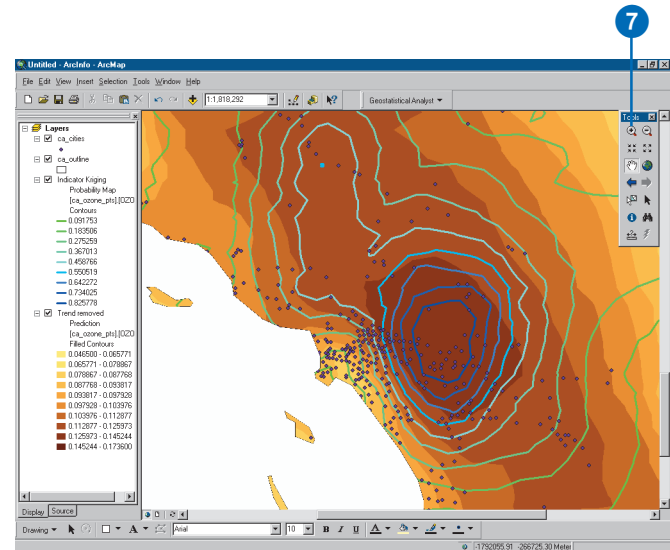 7
Untitled - ArcInfo - ArcMap
File Edit View Insert Selection Tools Window Help
1:1,818,292
Geostatistical Analyst
Layers
ca_cities
ca_outline
Indicator Kriging
Probability Map
[ca_ozone_pts].[OZO
Contours
0.091753
0.183506
0.275259
0.367013
0.458766
0.550519
0.642272
0.734025
0.825778
Trend removed
Prediction
[ca_ozone_pts].[OZO
Filled Contours
0.046500 - 0.065771
0.065771 - 0.078867
0.078867 - 0.087768
0.087768 - 0.093817
0.093817 - 0.097928
0.097928 - 0.103976
0.103976 - 0.112877
0.112877 - 0.125973
0.125973 - 0.145244
0.145244 - 0.173600
Tools
Display Source
Drawing A Arial 10 B I U A
-1792055.91 -266725.30 Meter